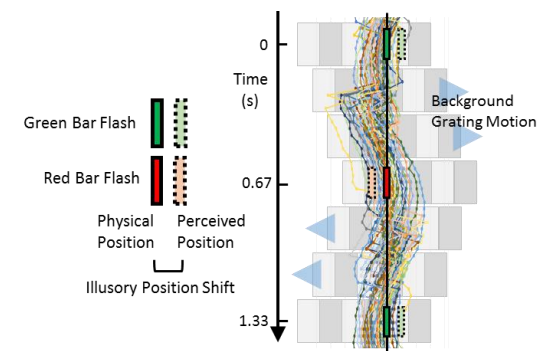 0
Time
(s)
Background
Grating Motion
Green Bar Flash
Red Bar Flash
0.67
Physical
Position
Perceived
Position
Illusory Position Shift
1.33